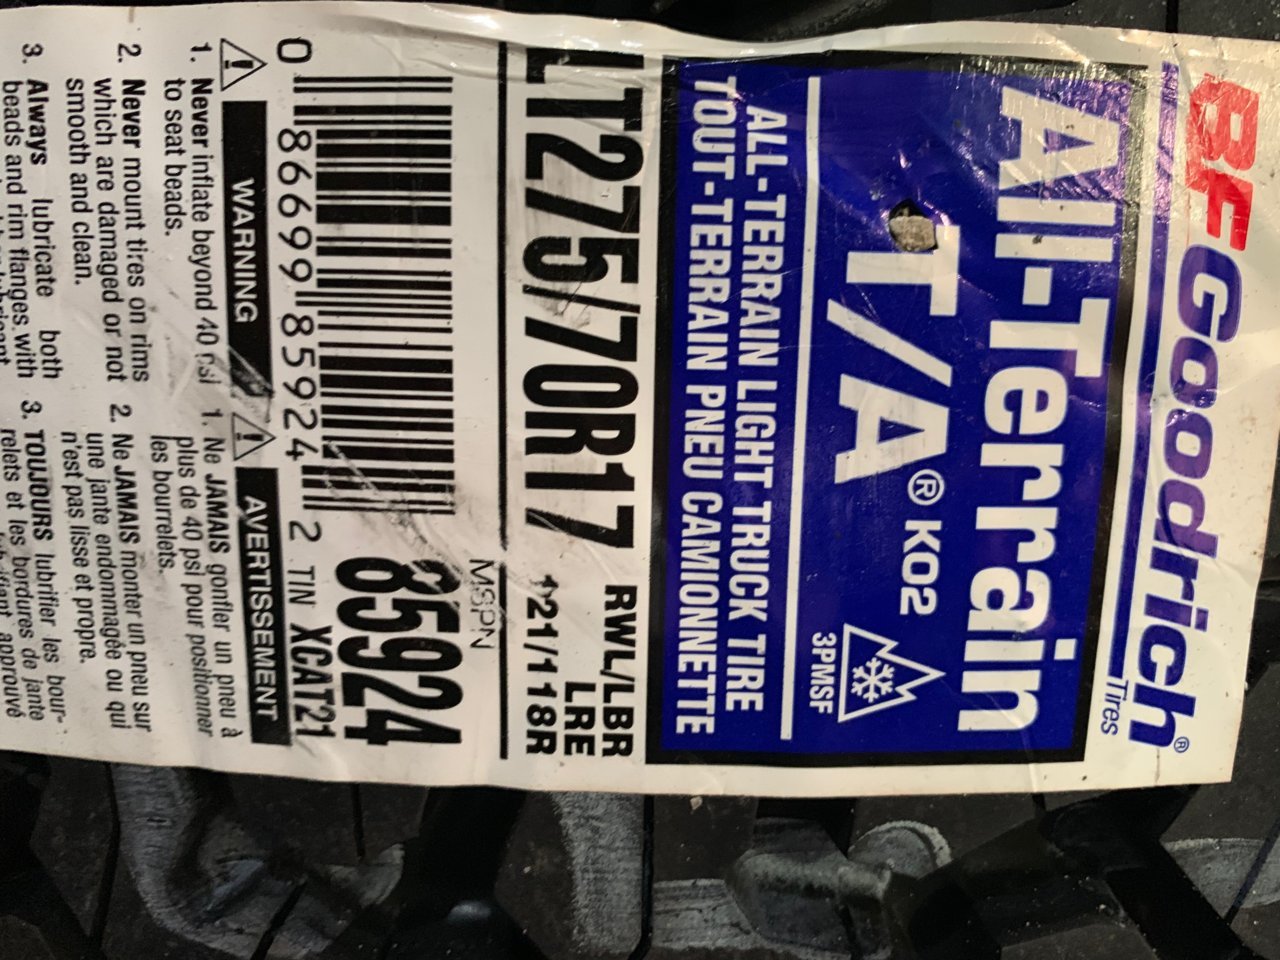 BFGoodrich® Tires
All-Terrain
T/A® KO2
3PMSF
ALL-TERRAIN LIGHT TRUCK TIRE
TOUT-TERRAIN PNEU CAMIONNETTE
LT275/70R17
RWL/LBR
LRE
121/118R
MSPN
85924
0 86699 85924 2
TIN XCAT21
WARNING
1. Never inflate beyond 40 psi
to seat beads.
2. Never mount tires on rims
which are damaged or not
smooth and clean.
3. Always lubricate both
beads and rim flanges with
AVERTISSEMENT
1. Ne JAMAIS gonfler un pneu à
plus de 40 psi pour positionner
les bourrelets.
2. Ne JAMAIS monter un pneu sur
une jante endommagée ou qui
n'est pas lisse et propre.
3. TOUJOURS lubrifier les bour-
relets et les bordures de jante
approuvé